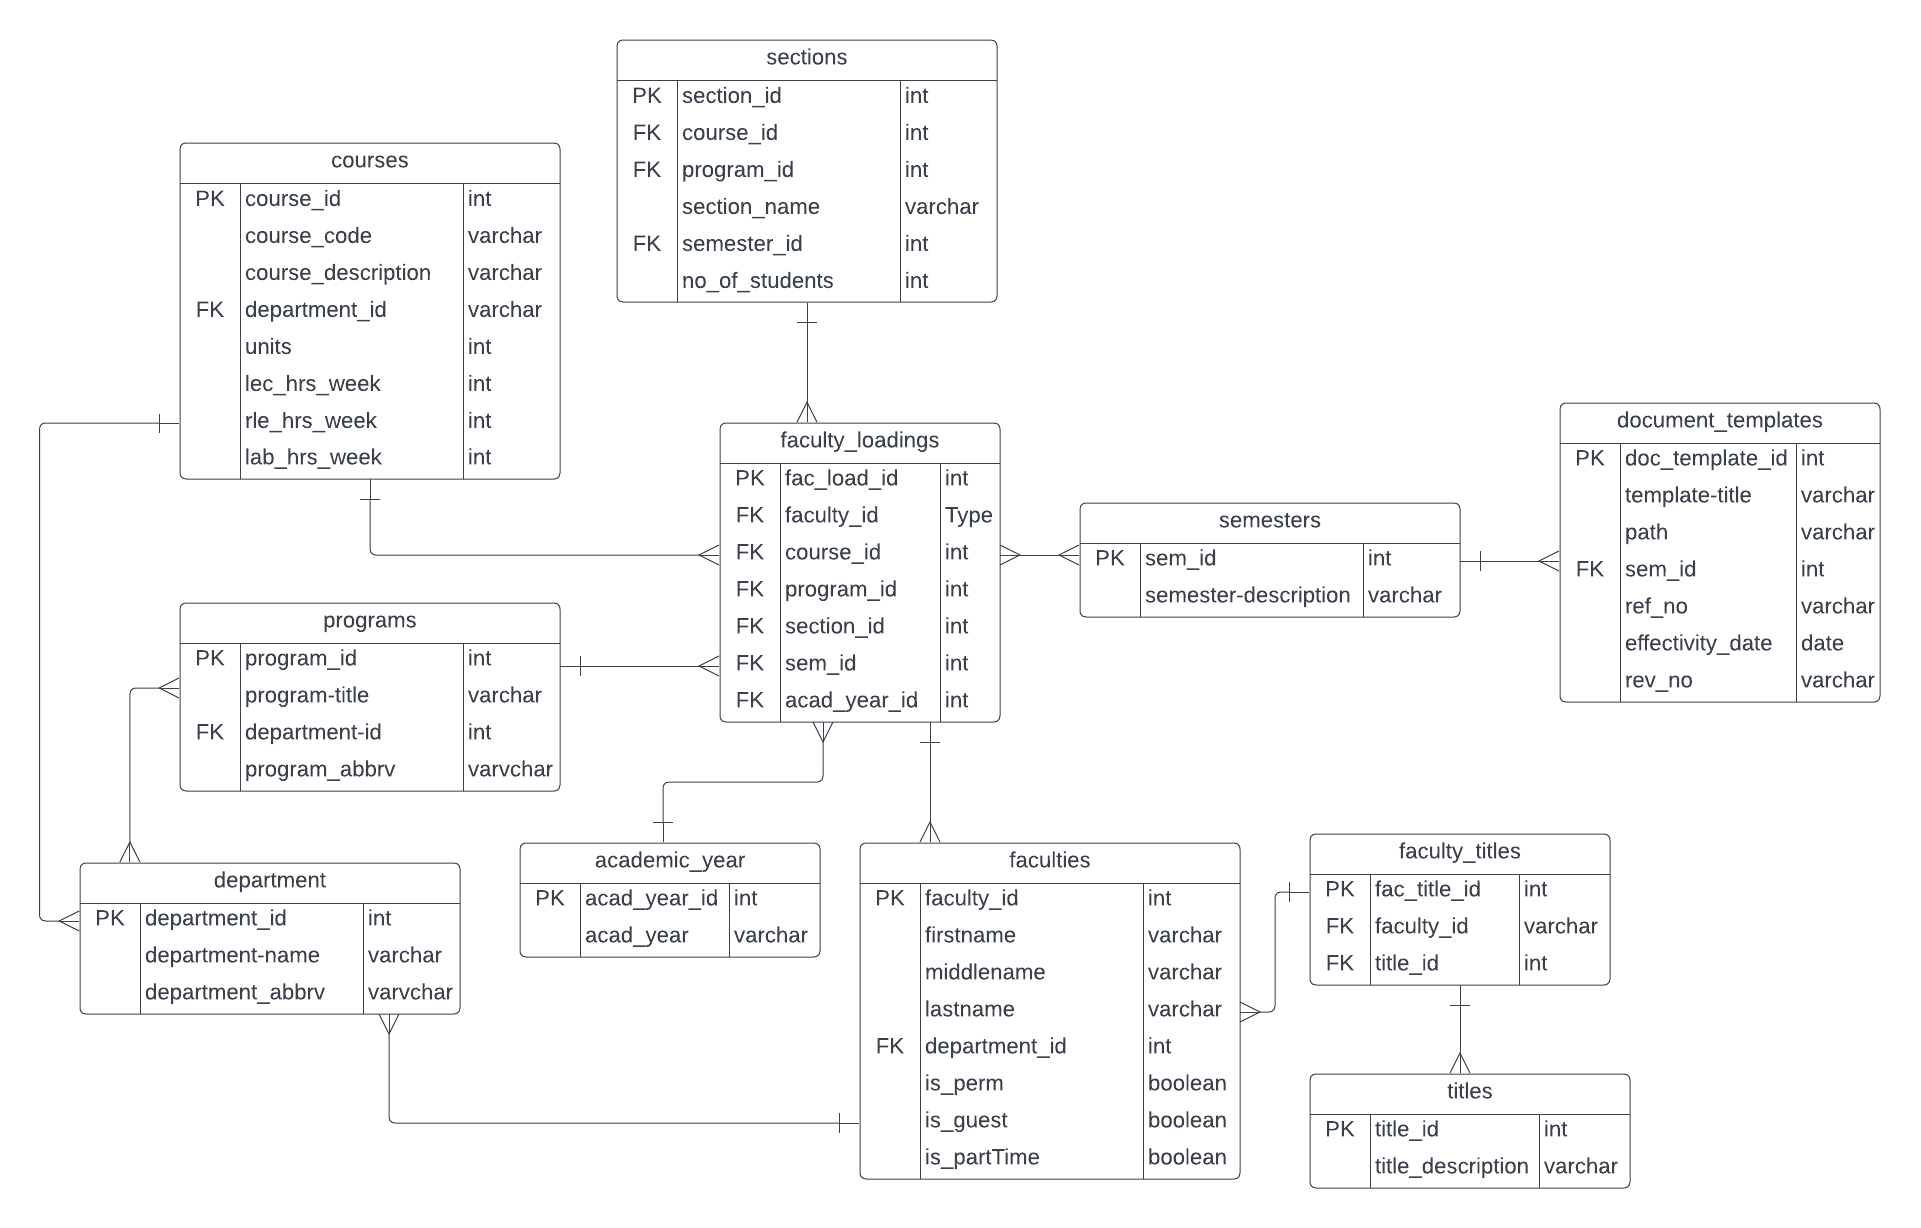 sections
PK section_id int
FK course_id int
FK program_id int
section_name varchar
FK semester_id int
no_of_students int
courses
PK course_id int
course_code varchar
course_description varchar
FK department_id varchar
units int
lec_hrs_week int
rle_hrs_week int
lab_hrs_week int
faculty_loadings
PK fac_load_id int
FK faculty_id Type
FK course_id int
FK program_id int
FK section_id int
FK sem_id int
FK acad_year_id int
semesters
PK sem_id int
semester-description varchar
document_templates
PK doc_template_id int
template-title varchar
path varchar
FK sem_id int
ref_no varchar
effectivity_date date
rev_no varchar
programs
PK program_id int
program-title varchar
FK department-id int
program_abbrv varvchar
department
PK department_id int
department-name varchar
department_abbrv varvchar
academic_year
PK acad_year_id int
acad_year varchar
faculties
PK faculty_id int
firstname varchar
middlename varchar
lastname varchar
FK department_id int
is_perm boolean
is_guest boolean
is_partTime boolean
faculty_titles
PK fac_title_id int
FK faculty_id varchar
FK title_id int
titles
PK title_id int
title_description varchar